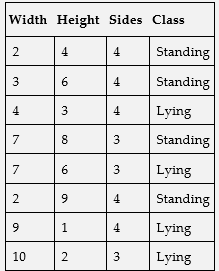 Width Height Sides Class
2 4 4 Standing
3 6 4 Standing
4 3 4 Lying
7 8 3 Standing
7 6 3 Lying
2 9 4 Standing
9 1 4 Lying
10 2 3 Lying